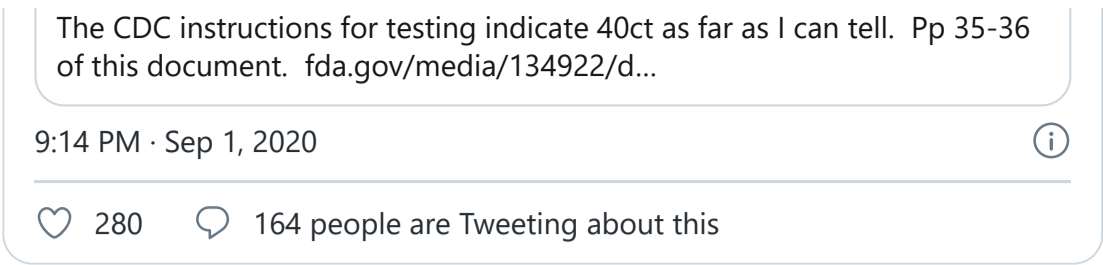 The CDC instructions for testing indicate 40ct as far as I can tell.  Pp 35-36
of this document.  fda.gov/media/134922/d…
9:14 PM · Sep 1, 2020
280 164 people are Tweeting about this